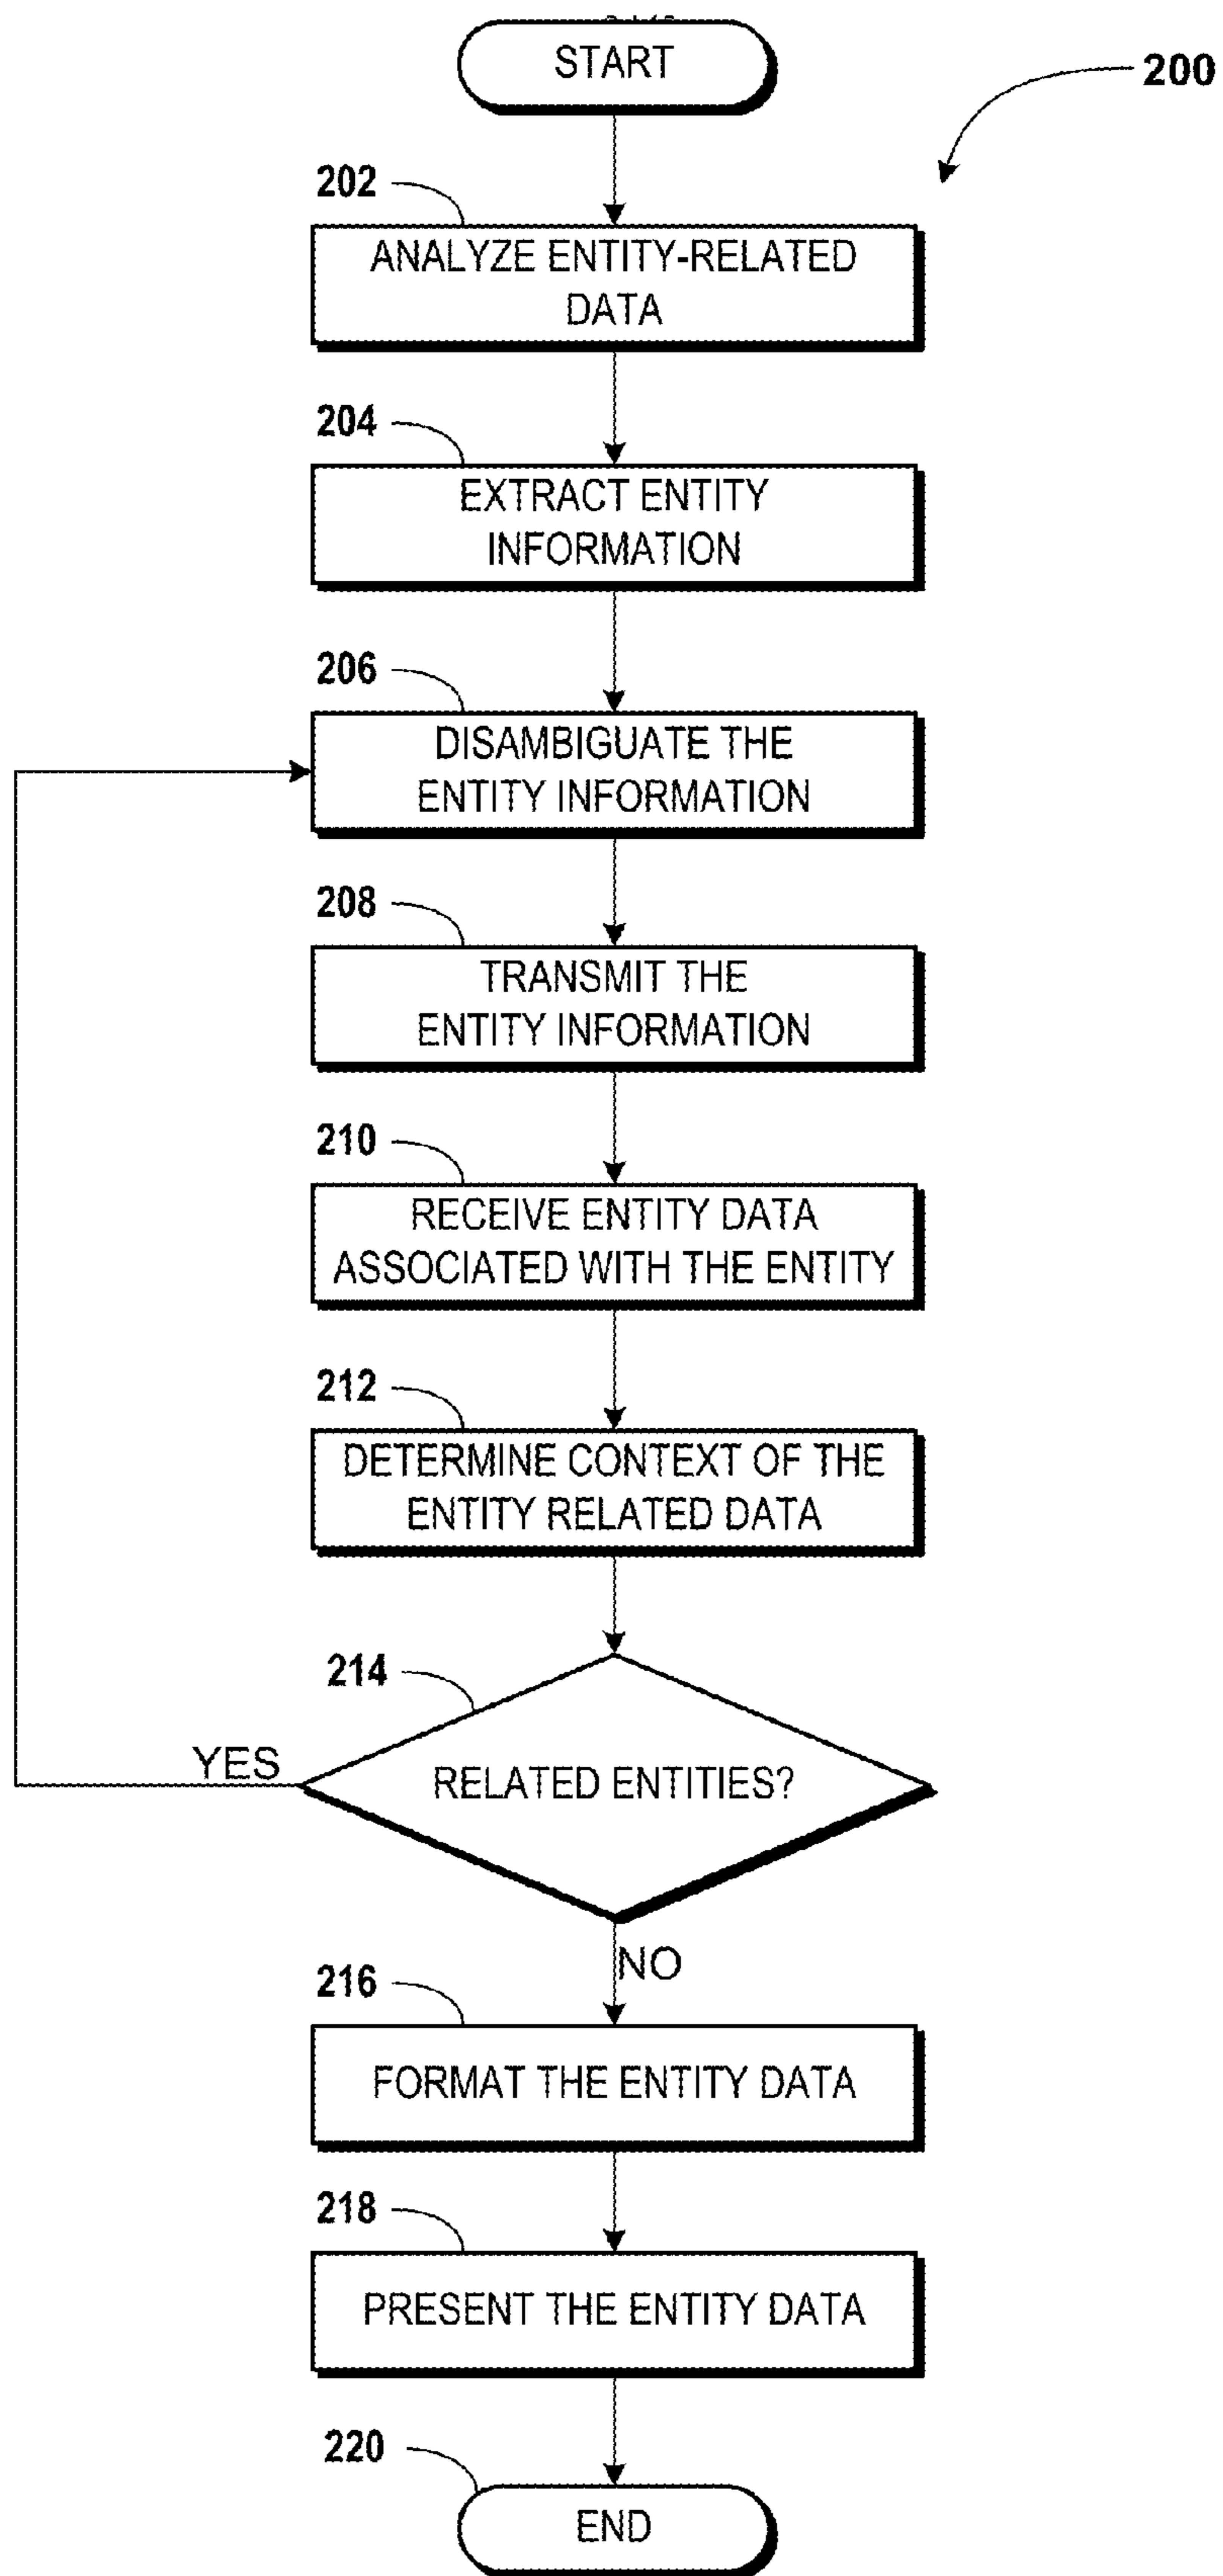 START
200
202
ANALYZE ENTITY-RELATED
DATA
204
EXTRACT ENTITY
INFORMATION
206
DISAMBIGUATE THE
ENTITY INFORMATION
208
TRANSMIT THE
ENTITY INFORMATION
210
RECEIVE ENTITY DATA
ASSOCIATED WITH THE ENTITY
212
DETERMINE CONTEXT OF THE
ENTITY RELATED DATA
214
YES
RELATED ENTITIES?
NO
216
FORMAT THE ENTITY DATA
218
PRESENT THE ENTITY DATA
220
END